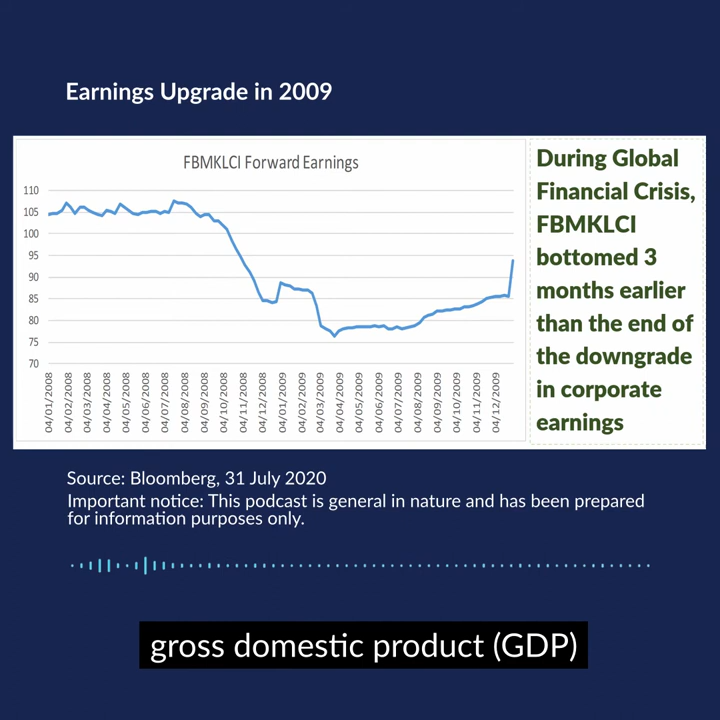 Earnings Upgrade in 2009
FBMKLCI Forward Earnings
110
105
100
95
90
85
80
75
70
04/01/2008
04/02/2008
04/03/2008
04/04/2008
04/05/2008
04/06/2008
04/07/2008
04/08/2008
04/09/2008
04/10/2008
04/11/2008
04/12/2008
04/01/2009
04/02/2009
04/03/2009
04/04/2009
04/05/2009
04/06/2009
04/07/2009
04/08/2009
04/09/2009
04/10/2009
04/11/2009
04/12/2009
During Global
Financial Crisis,
FBMKLCI
bottomed 3
months earlier
than the end of
the downgrade
in corporate
earnings
Source: Bloomberg, 31 July 2020
Important notice: This podcast is general in nature and has been prepared
for information purposes only.
gross domestic product (GDP)